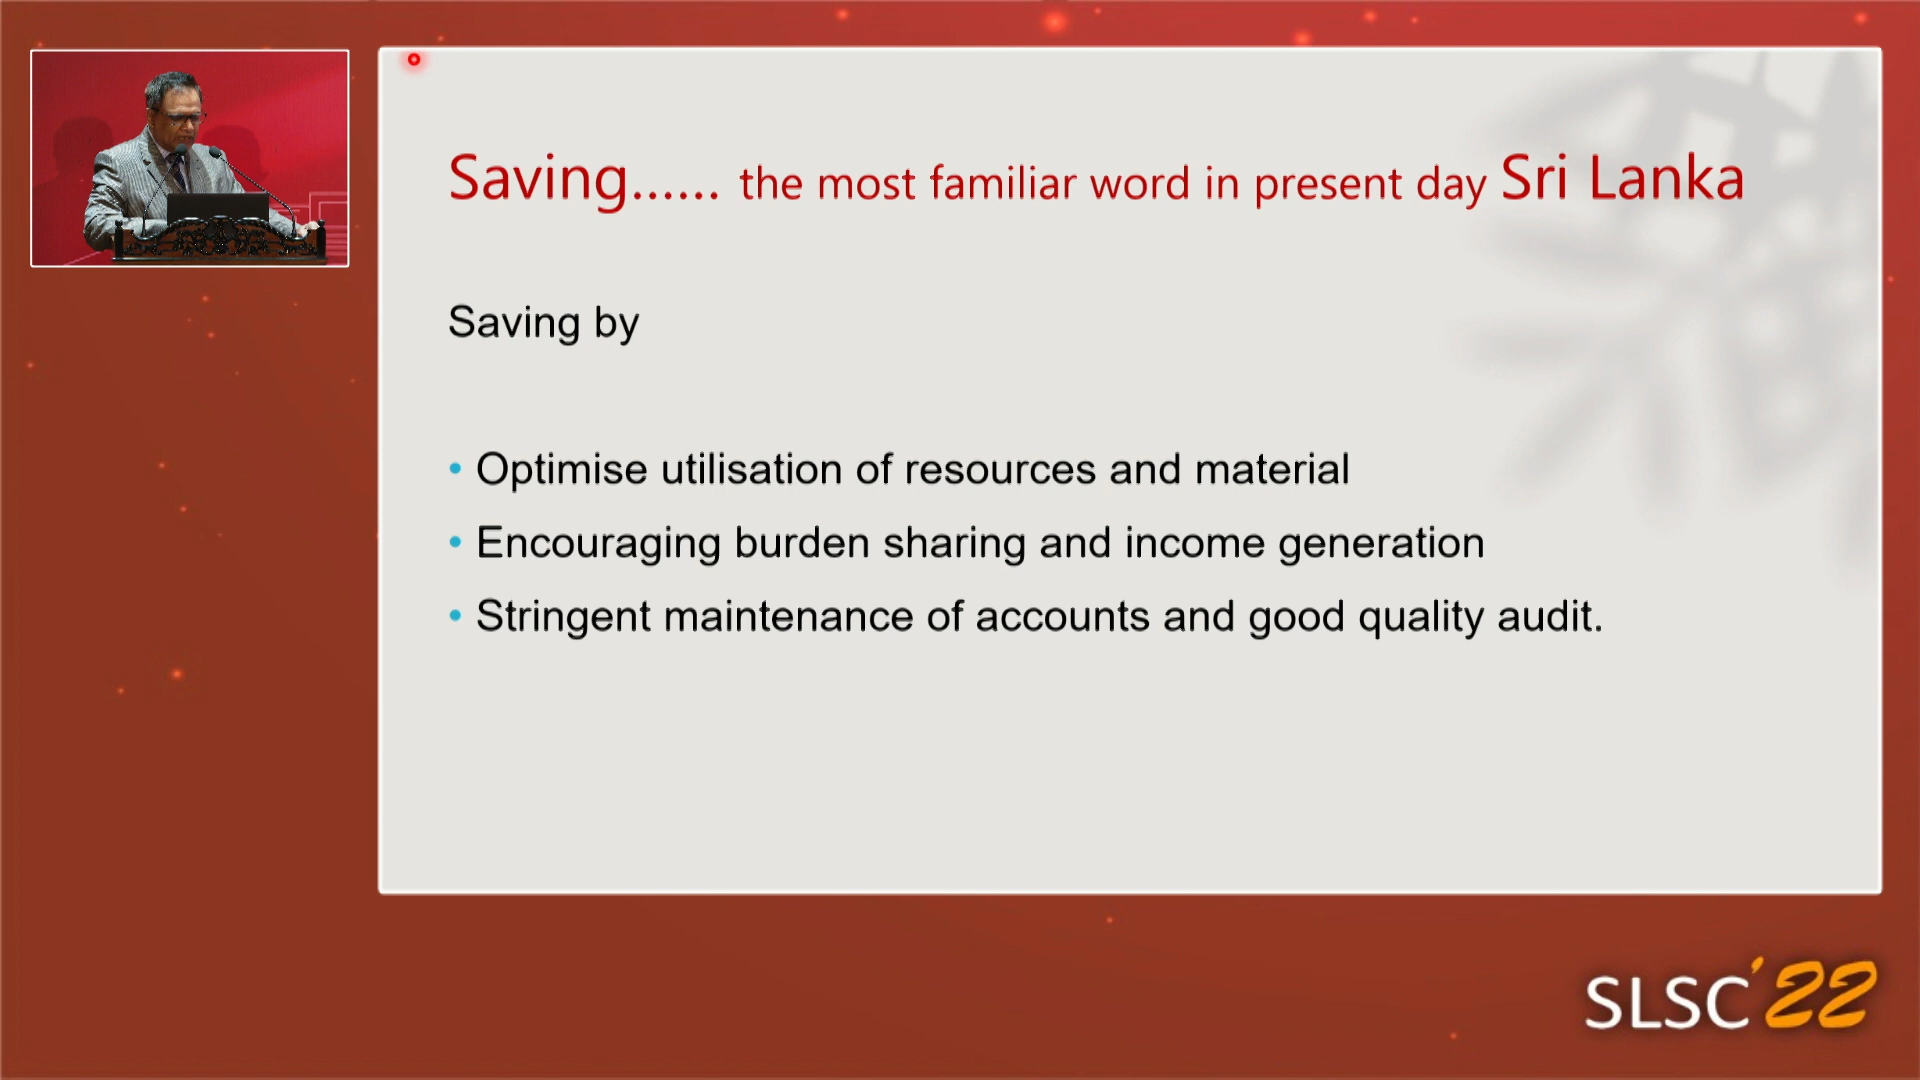 Saving...... the most familiar word in present day Sri Lanka
Saving by
• Optimise utilisation of resources and material
• Encouraging burden sharing and income generation
• Stringent maintenance of accounts and good quality audit.
SLSC'22